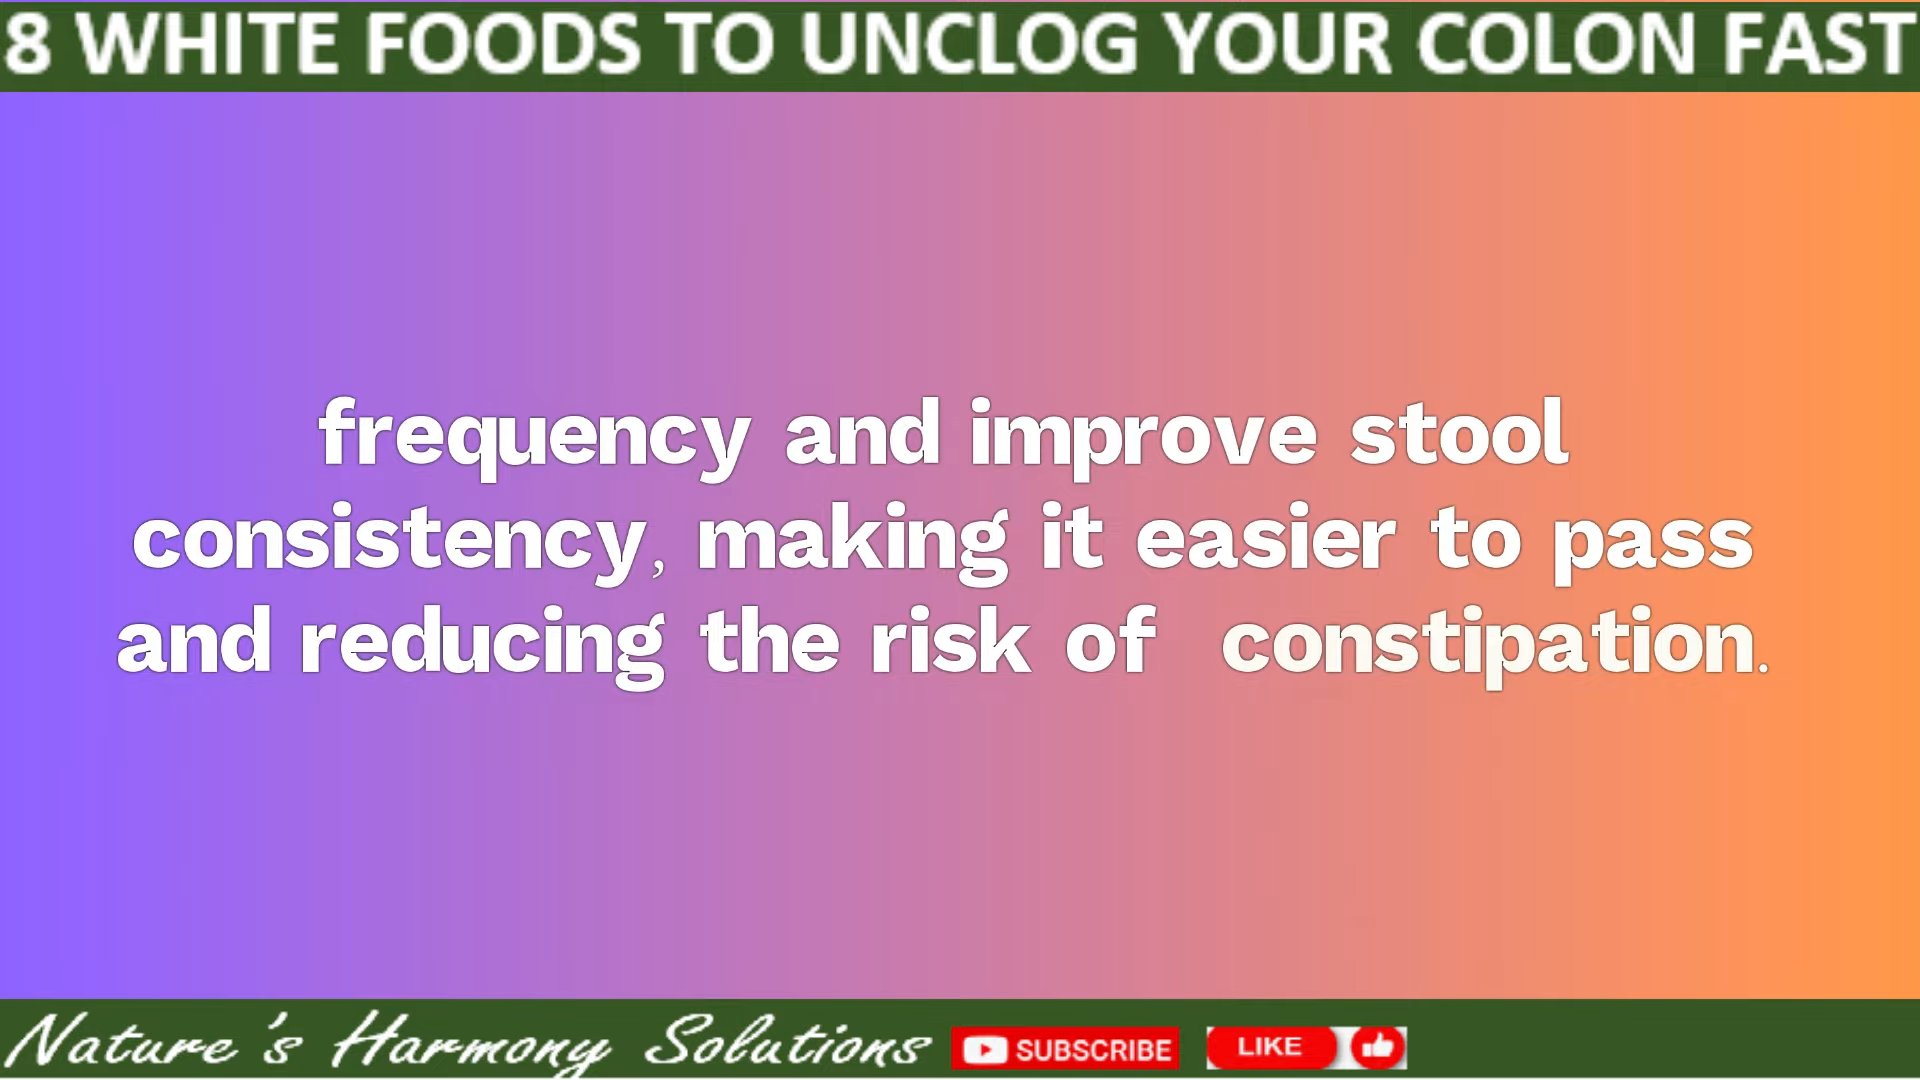 8 WHITE FOODS TO UNCLOG YOUR COLON FAST
frequency and improve stool
consistency, making it easier to pass
and reducing the risk of constipation.
Nature's Harmony Solutions SUBSCRIBE LIKE